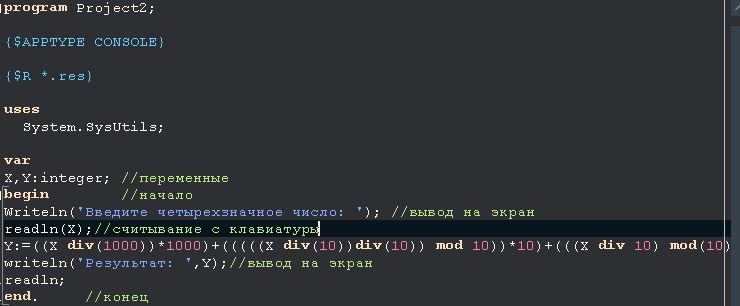 program Project2;
{$APPTYPE CONSOLE}
{$R *.res}
uses
System.SysUtils;
var
X,Y:integer; //переменные
begin //начало
Writeln('Введите четырехзначное число: '); //вывод на экран
readln(X);//считывание с клавиатуры
Y:=((X div(1000))*1000)+(((((X div(10))div(10)) mod 10))*10)+(((X div 10) mod(10)
writeln('Результат: ',Y);//вывод на экран
readln;
end. //конец